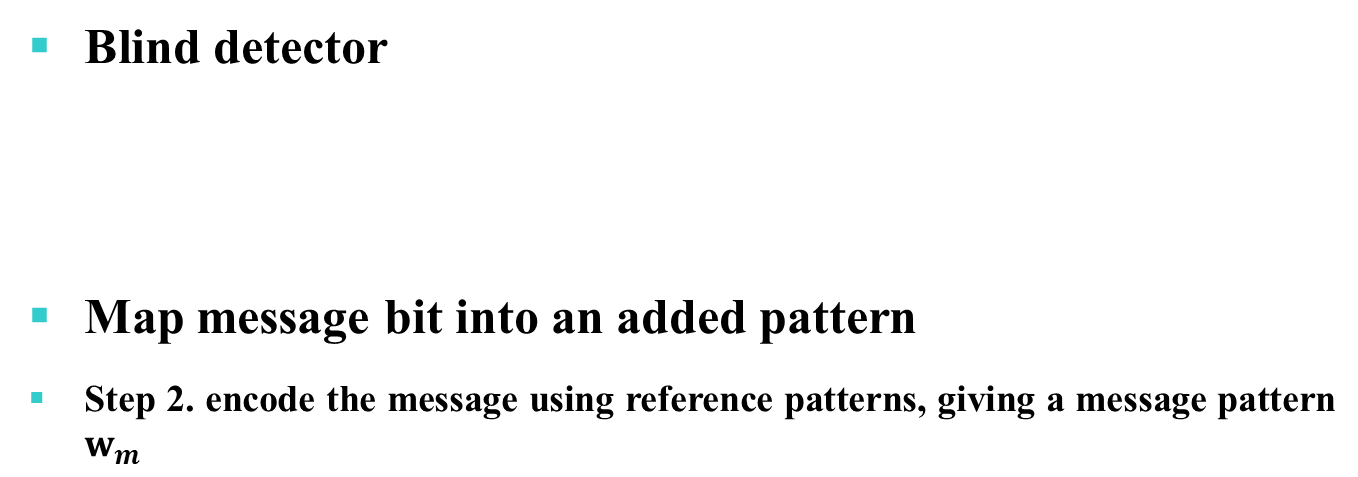 ▪ Blind detector
▪ Map message bit into an added pattern
▪ Step 2. encode the message using reference patterns, giving a message pattern
wₘ